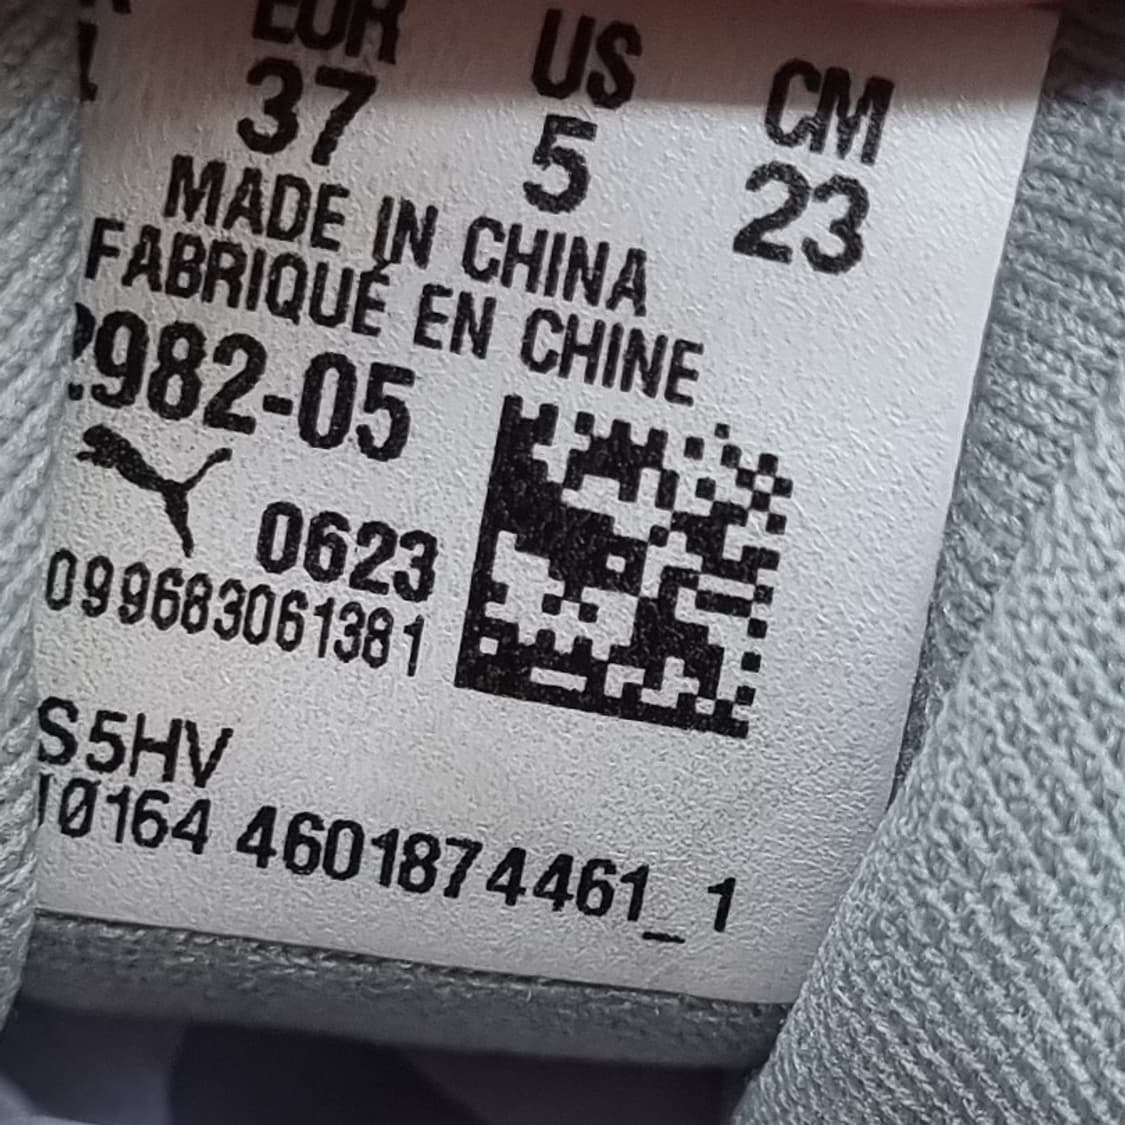 EUR US CM
37 5 23
MADE IN CHINA
FABRIQUÉ EN CHINE
982-05
0623
099683061381
S5HV
0164 4601874461_1